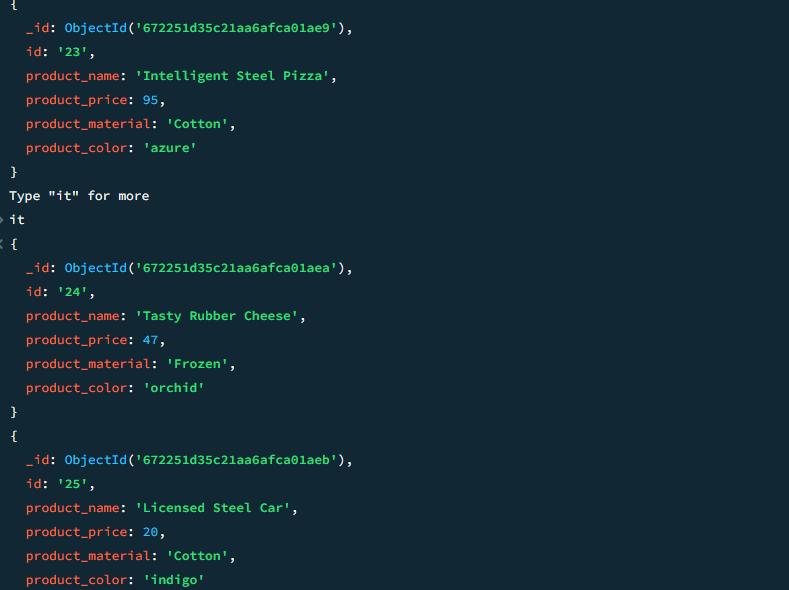 {
_id: ObjectId('672251d35c21aa6afca01ae9'),
id: '23',
product_name: 'Intelligent Steel Pizza',
product_price: 95,
product_material: 'Cotton',
product_color: 'azure'
}
Type "it" for more
> it
< {
_id: ObjectId('672251d35c21aa6afca01aea'),
id: '24',
product_name: 'Tasty Rubber Cheese',
product_price: 47,
product_material: 'Frozen',
product_color: 'orchid'
}
{
_id: ObjectId('672251d35c21aa6afca01aeb'),
id: '25',
product_name: 'Licensed Steel Car',
product_price: 20,
product_material: 'Cotton',
product_color: 'indigo'